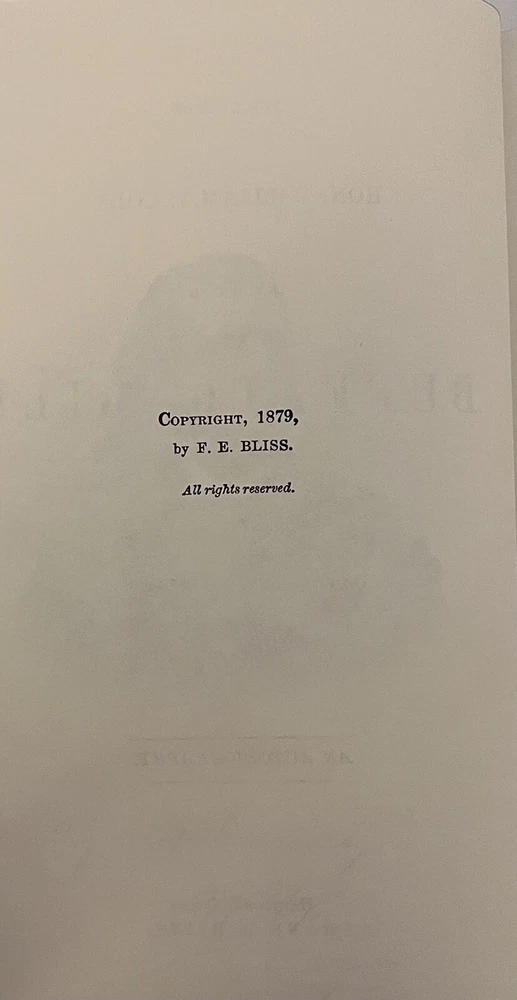 COPYRIGHT, 1879,
by F. E. BLISS.
All rights reserved.